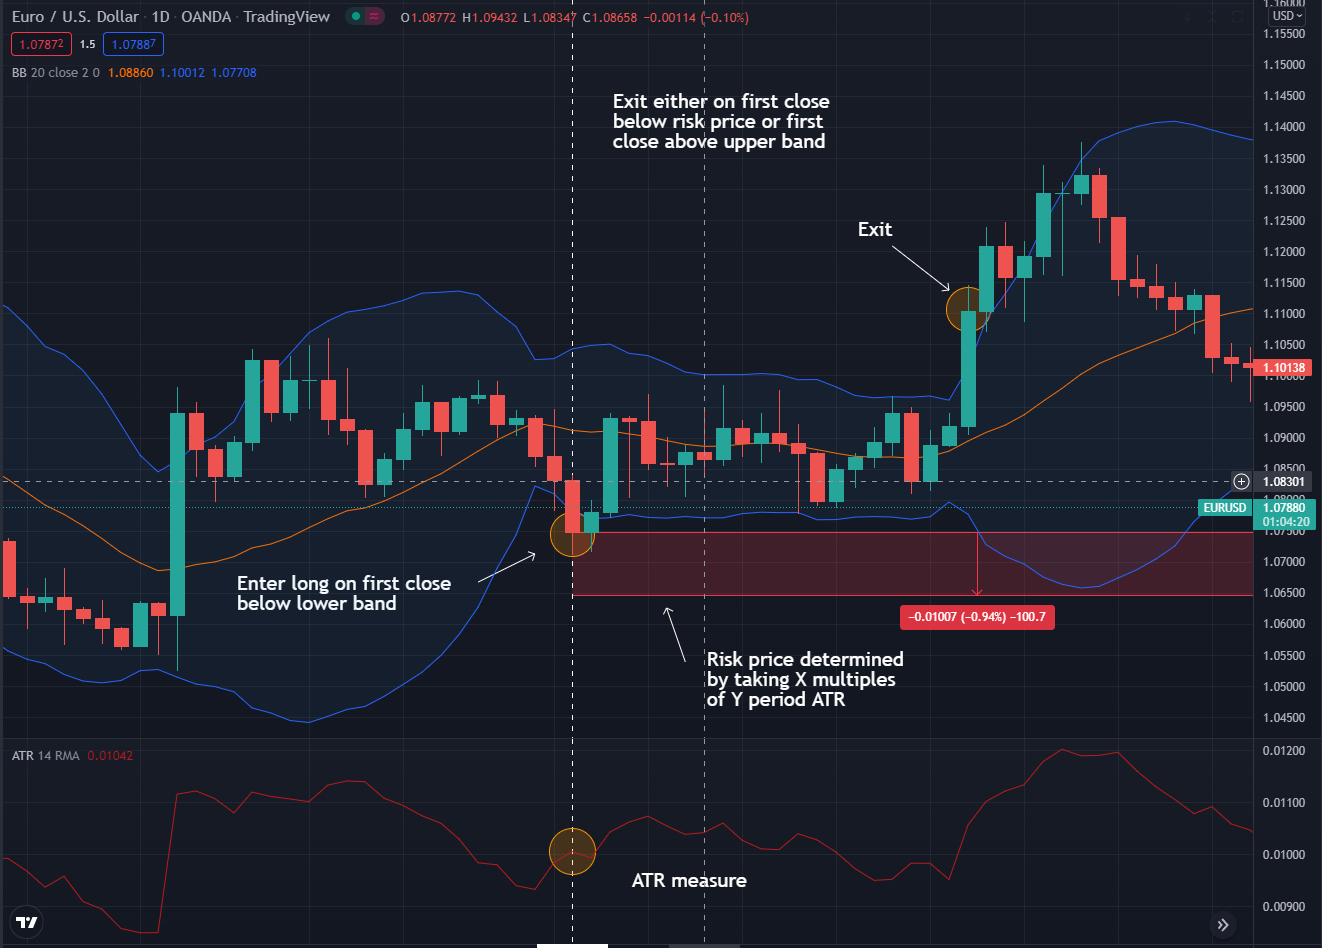 Euro / U.S. Dollar · 1D · OANDA · TradingView
O1.08772 H1.09432 L1.08347 C1.08658 −0.00114 (−0.10%)
USD
1.07872 1.5 1.07887
BB 20 close 2 0 1.08860 1.10012 1.07708
1.16000
1.15500
1.15000
1.14500
1.14000
1.13500
1.13000
1.12500
1.12000
1.11500
1.11000
1.10500
1.10138
1.10000
1.09500
1.09000
1.08500
1.08301
1.08000
EURUSD 1.07880
01:04:20
1.07500
1.07000
1.06500
1.06000
1.05500
1.05000
1.04500
Exit either on first close
below risk price or first
close above upper band
Exit
Enter long on first close
below lower band
−0.01007 (−0.94%) −100.7
Risk price determined
by taking X multiples
of Y period ATR
ATR 14 RMA 0.01042
0.01200
0.01100
0.01000
0.00900
ATR measure